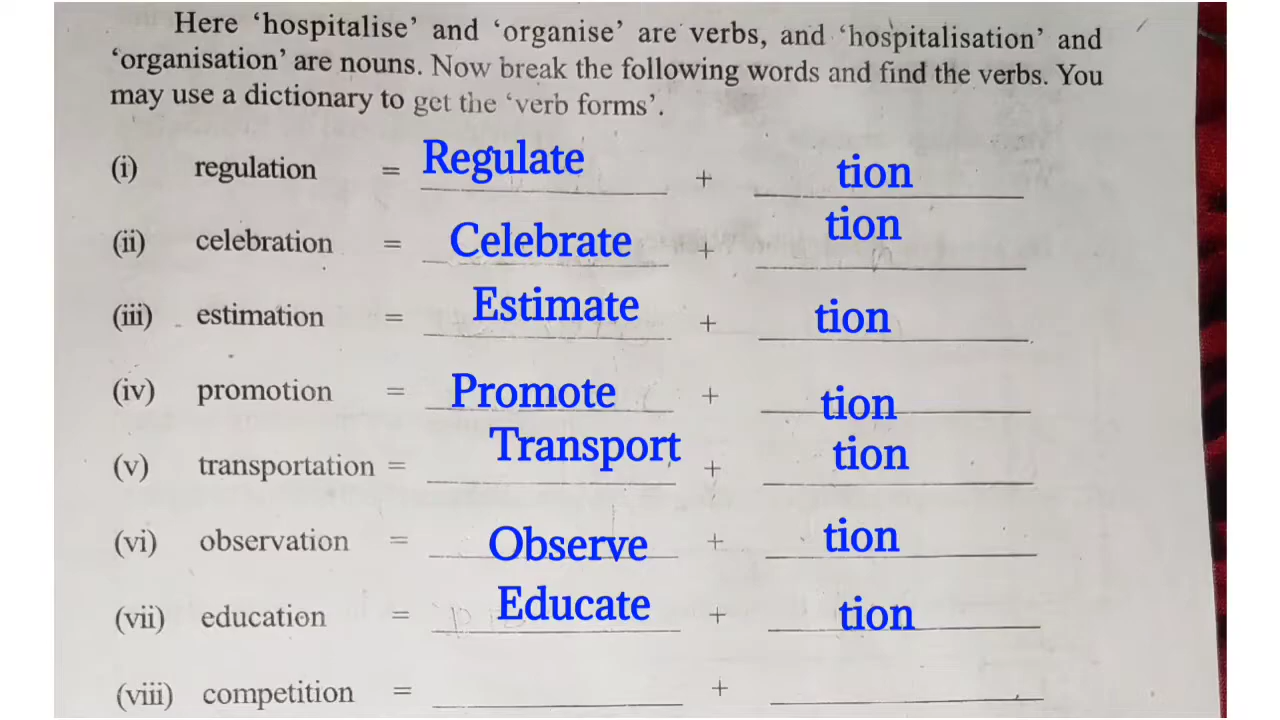 Here ‘hospitalise’ and ‘organise’ are verbs, and ‘hospitalisation’ and
‘organisation’ are nouns. Now break the following words and find the verbs. You
may use a dictionary to get the ‘verb forms’.
(i) regulation = Regulate + tion
(ii) celebration = Celebrate + tion
(iii) estimation = Estimate + tion
(iv) promotion = Promote + tion
(v) transportation = Transport + tion
(vi) observation = Observe + tion
(vii) education = Educate + tion
(viii) competition = +